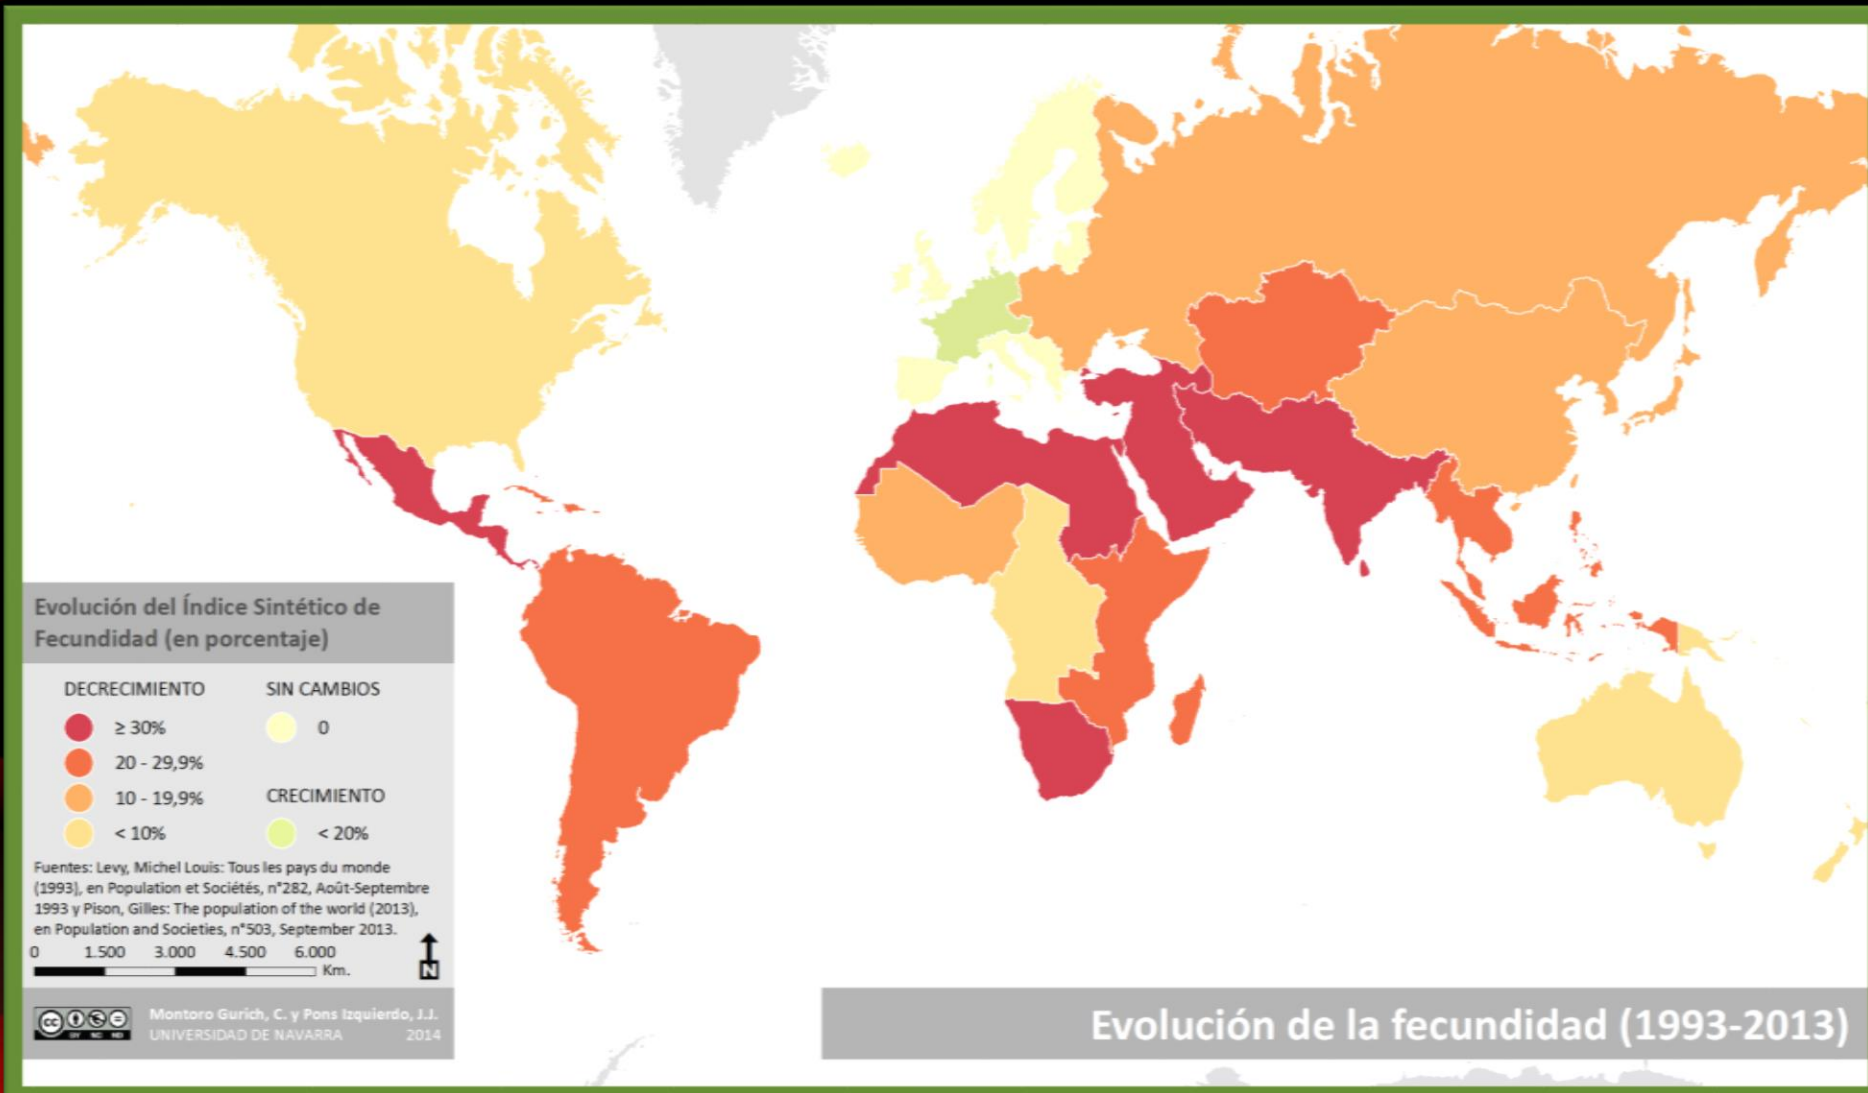 Evolución del Índice Sintético de
Fecundidad (en porcentaje)
DECRECIMIENTO
≥ 30%
20 - 29,9%
10 - 19,9%
< 10%
SIN CAMBIOS
0
CRECIMIENTO
< 20%
Fuentes: Levy, Michel Louis: Tous les pays du monde
(1993), en Population et Sociétés, n°282, Août-Septembre
1993 y Pison, Gilles: The population of the world (2013),
en Population and Societies, n°503, September 2013.
0 1.500 3.000 4.500 6.000
Km.
N
cc
BY NC ND
Montoro Gurich, C. y Pons Izquierdo, J.J.
UNIVERSIDAD DE NAVARRA 2014
Evolución de la fecundidad (1993-2013)